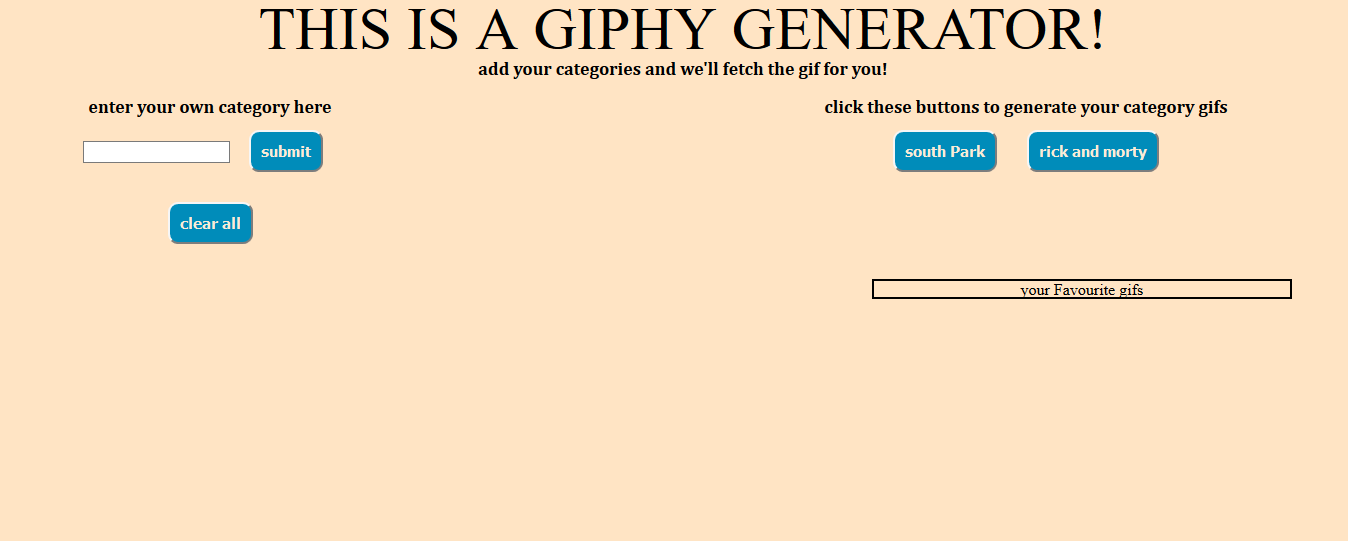 THIS IS A GIPHY GENERATOR!
add your categories and we'll fetch the gif for you!
enter your own category here
submit
clear all
click these buttons to generate your category gifs
south Park
rick and morty
your Favourite gifs